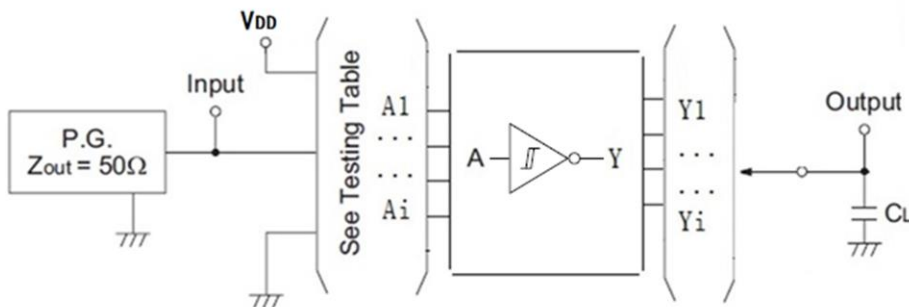 VDD
Input
P.G.
Zout = 50Ω
See Testing Table
A1
...
...
Ai
A
Y
Y1
...
...
Yi
Output
CL